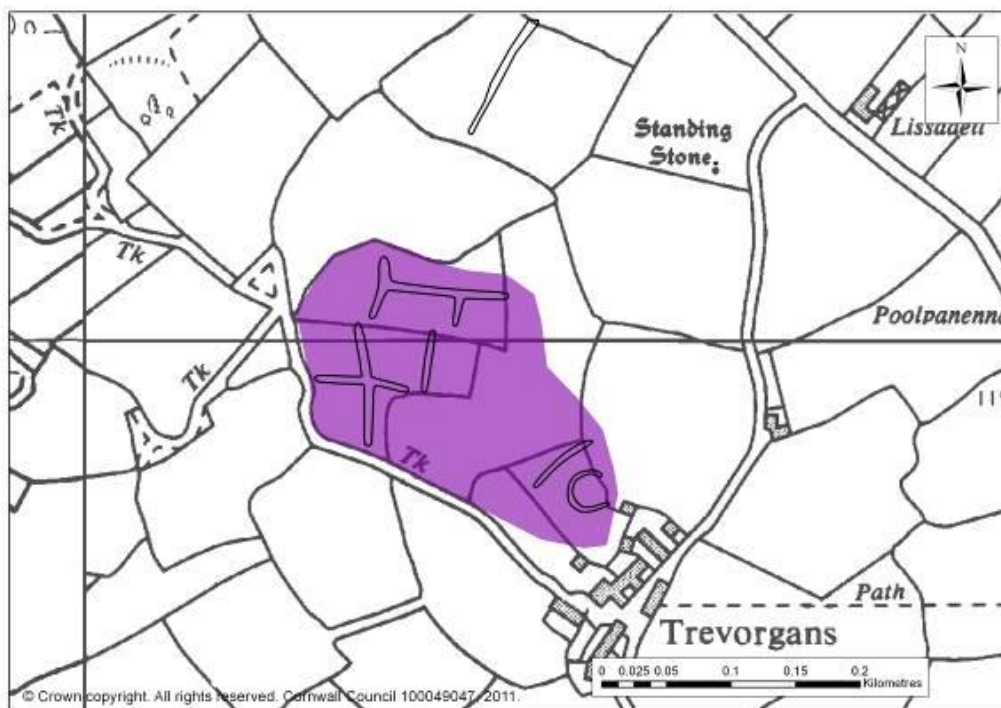 N
Tk
Standing
Stone
Lissadell
Tk
Poolpanenna
Tk
11
Tk
Path
Trevorgans
0 0.025 0.05 0.1 0.15 0.2
Kilometres
© Crown copyright. All rights reserved. Cornwall Council 100049047, 2011.